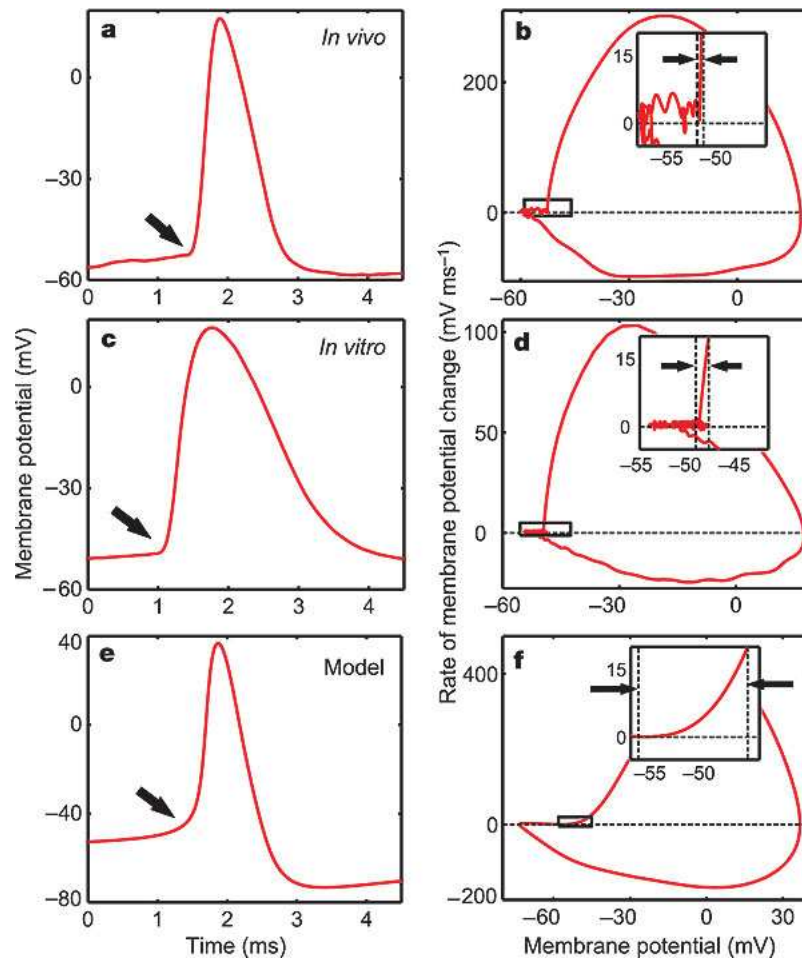 a In vivo
0
–30
–60
0 1 2 3 4
b
15
0
–55 –50
200
0
–60 –30 0
c In vitro
0
–30
–60
0 1 2 3 4
d
100
15
0
–55 –50 –45
50
0
–60 –30 0
e Model
40
0
–40
–80
0 1 2 3 4
f
400
15
0
–55 –50
0
–200
–60 –30 0 30
Membrane potential (mV)
Rate of membrane potential change (mV ms⁻¹)
Time (ms)
Membrane potential (mV)